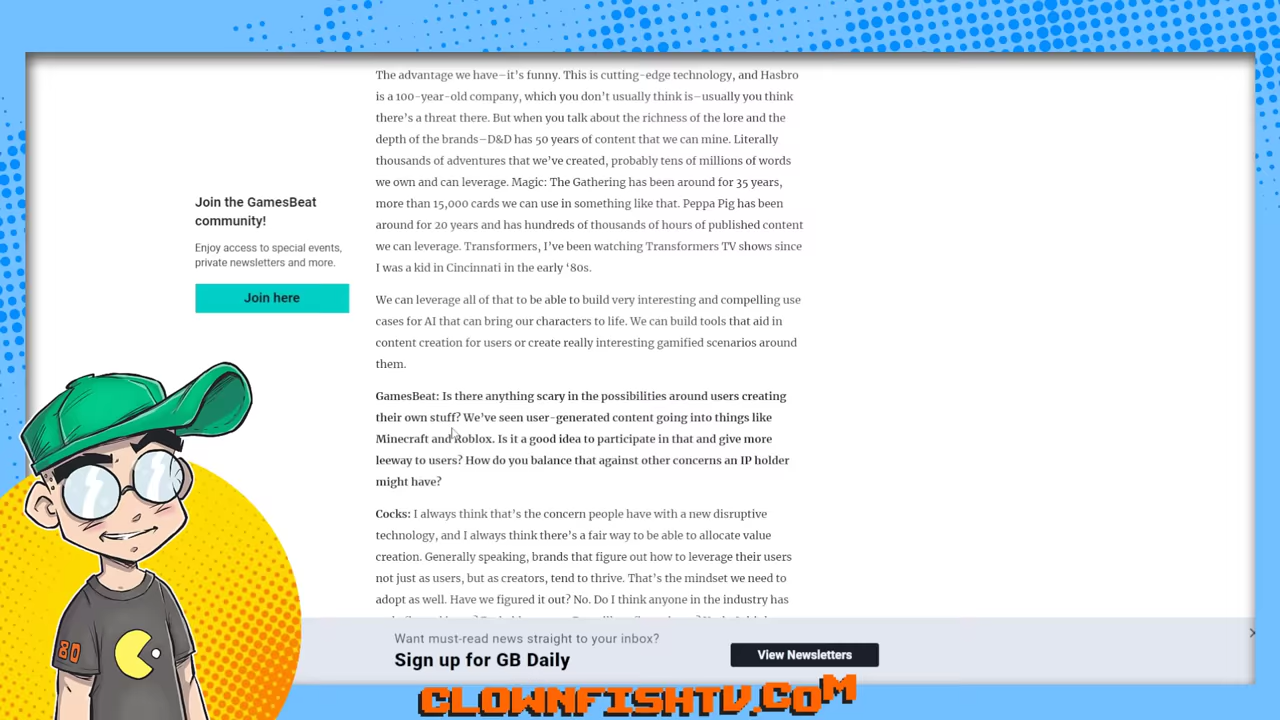 The advantage we have–it's funny. This is cutting-edge technology, and Hasbro
is a 100-year-old company, which you don't usually think is–usually you think
there's a threat there. But when you talk about the richness of the lore and the
depth of the brands–D&D has 50 years of content that we can mine. Literally
thousands of adventures that we've created, probably tens of millions of words
we own and can leverage. Magic: The Gathering has been around for 35 years,
more than 15,000 cards we can use in something like that. Peppa Pig has been
around for 20 years and has hundreds of thousands of hours of published content
we can leverage. Transformers, I've been watching Transformers TV shows since
I was a kid in Cincinnati in the early '80s.
We can leverage all of that to be able to build very interesting and compelling use
cases for AI that can bring our characters to life. We can build tools that aid in
content creation for users or create really interesting gamified scenarios around
them.
GamesBeat: Is there anything scary in the possibilities around users creating
their own stuff? We've seen user-generated content going into things like
Minecraft and Roblox. Is it a good idea to participate in that and give more
leeway to users? How do you balance that against other concerns an IP holder
might have?
Cocks: I always think that's the concern people have with a new disruptive
technology, and I always think there's a fair way to be able to allocate value
creation. Generally speaking, brands that figure out how to leverage their users
not just as users, but as creators, tend to thrive. That's the mindset we need to
adopt as well. Have we figured it out? No. Do I think anyone in the industry has
Join the GamesBeat
community!
Enjoy access to special events,
private newsletters and more.
Join here
Want must-read news straight to your inbox?
Sign up for GB Daily
View Newsletters
80
CLOWNFISHTV.COM